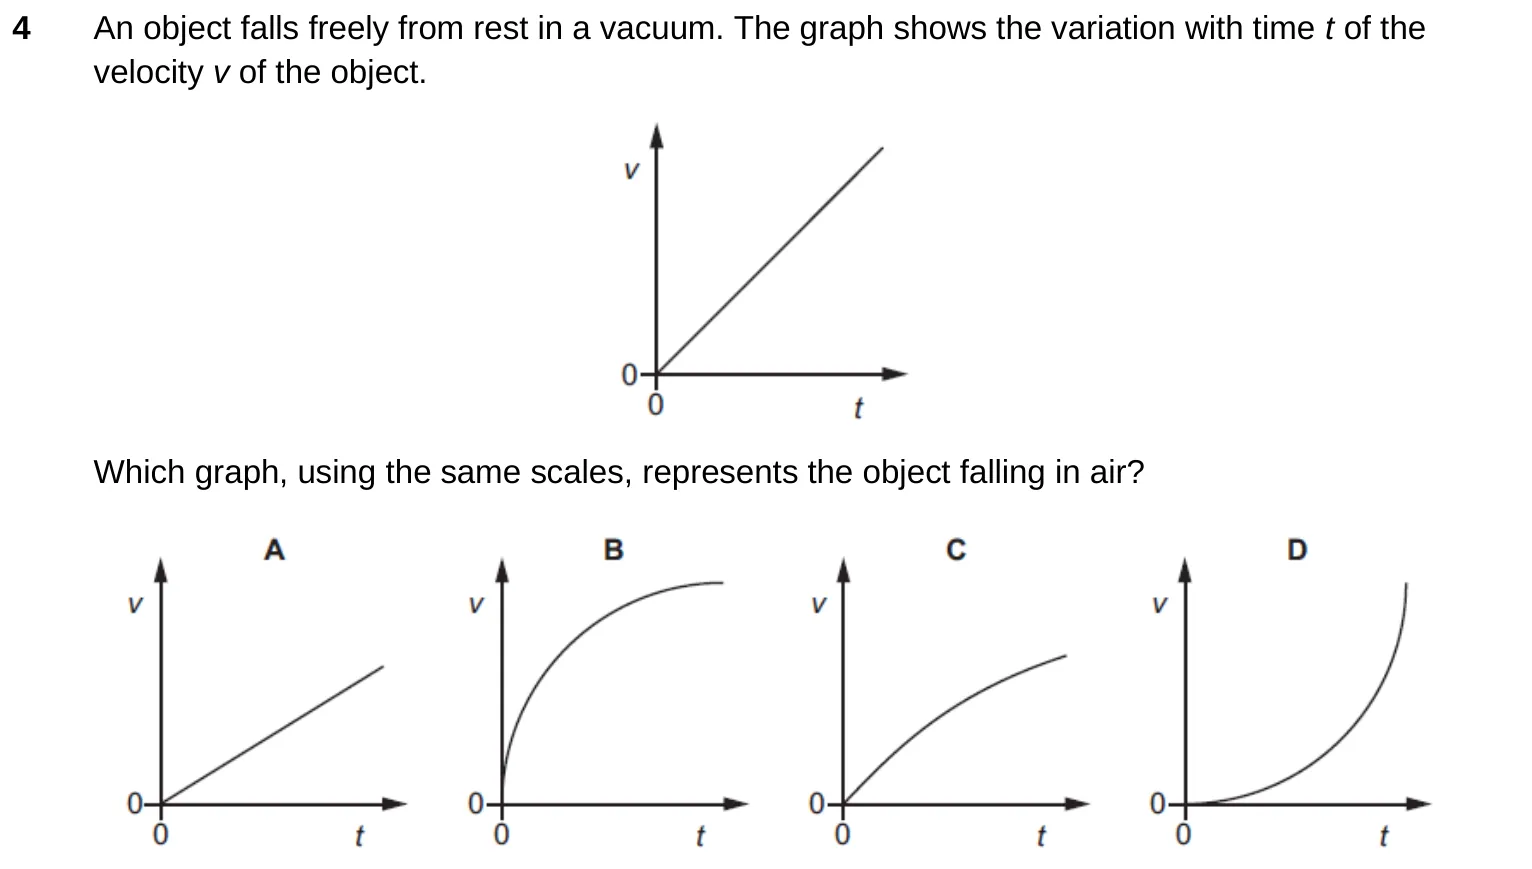 4 An object falls freely from rest in a vacuum. The graph shows the variation with time t of the
velocity v of the object.
v
0
0 t
Which graph, using the same scales, represents the object falling in air?
A B C D
v v v v
0 0 0 0
0 t 0 t 0 t 0 t